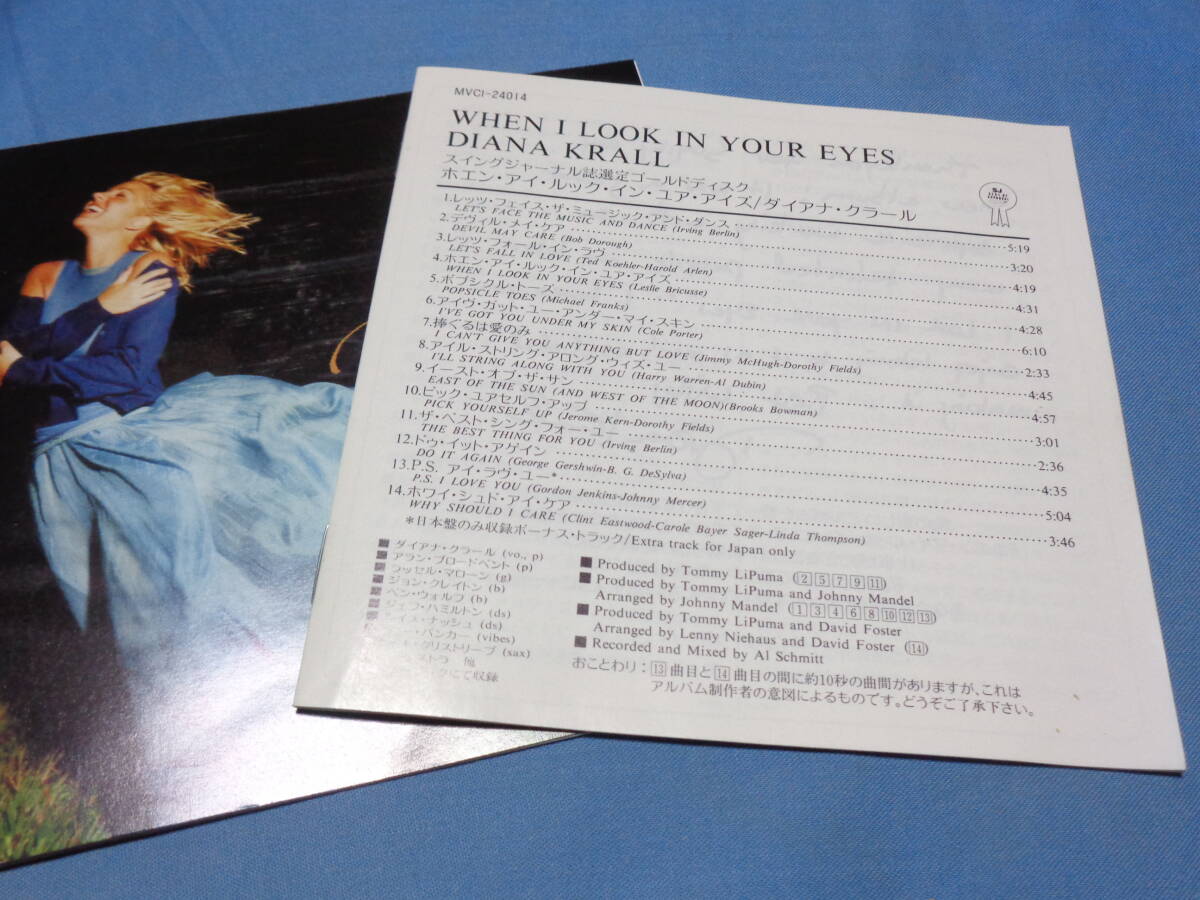 MVCI-24014
WHEN I LOOK IN YOUR EYES
DIANA KRALL
スイングジャーナル誌選定ゴールドディスク
ホエン・アイ・ルック・イン・ユア・アイズ/ダイアナ・クラール
SJ
1.レッツ・フェイス・ザ・ミュージック・アンド・ダンス 5:19
LET'S FACE THE MUSIC AND DANCE (Irving Berlin)
2.デヴィル・メイ・ケア 3:20
DEVIL MAY CARE (Bob Dorough)
3.レッツ・フォール・イン・ラヴ 4:19
LET'S FALL IN LOVE (Ted Koehler-Harold Arlen)
4.ホエン・アイ・ルック・イン・ユア・アイズ 4:31
WHEN I LOOK IN YOUR EYES (Leslie Bricusse)
5.ポプシクル・トーズ 4:28
POPSICLE TOES (Michael Franks)
6.アイヴ・ガット・ユー・アンダー・マイ・スキン 6:10
I'VE GOT YOU UNDER MY SKIN (Cole Porter)
7.捧ぐるは愛のみ 2:33
I CAN'T GIVE YOU ANYTHING BUT LOVE (Jimmy McHugh-Dorothy Fields)
8.アイル・ストリング・アロング・ウィズ・ユー 4:45
I'LL STRING ALONG WITH YOU (Harry Warren-Al Dubin)
9.イースト・オブ・ザ・サン 4:57
EAST OF THE SUN (AND WEST OF THE MOON)(Brooks Bowman)
10.ピック・ユアセルフ・アップ 3:01
PICK YOURSELF UP (Jerome Kern-Dorothy Fields)
11.ザ・ベスト・シング・フォー・ユー 2:36
THE BEST THING FOR YOU (Irving Berlin)
12.ドゥ・イット・アゲイン 4:35
DO IT AGAIN (George Gershwin-B. G. DeSylva)
13.P.S. アイ・ラヴ・ユー* 5:04
P.S. I LOVE YOU (Gordon Jenkins-Johnny Mercer)
14.ホワイ・シュド・アイ・ケア 3:46
WHY SHOULD I CARE (Clint Eastwood-Carole Bayer Sager-Linda Thompson)
*日本盤のみ収録ボーナス・トラック/Extra track for Japan only
■ ダイアナ・クラール (vo., p)
■ アラン・ブロードベント (p)
■ ラッセル・マローン (g)
■ ジョン・クレイトン (b)
■ ベン・ウォルフ (b)
■ ジェフ・ハミルトン (ds)
イス・ナッシュ (ds)
・バンカー (vibes)
・クリストリーブ (sax)
ストラ 他
クにて収録
■ Produced by Tommy LiPuma (2 5 7 9 11)
■ Produced by Tommy LiPuma and Johnny Mandel
Arranged by Johnny Mandel (1 3 4 6 8 10 12 13)
■ Produced by Tommy LiPuma and David Foster
Arranged by Lenny Niehaus and David Foster (14)
■ Recorded and Mixed by Al Schmitt
おことわり：13曲目と14曲目の間に約10秒の曲間がありますが、これは
アルバム制作者の意図によるものです。どうぞご了承下さい。